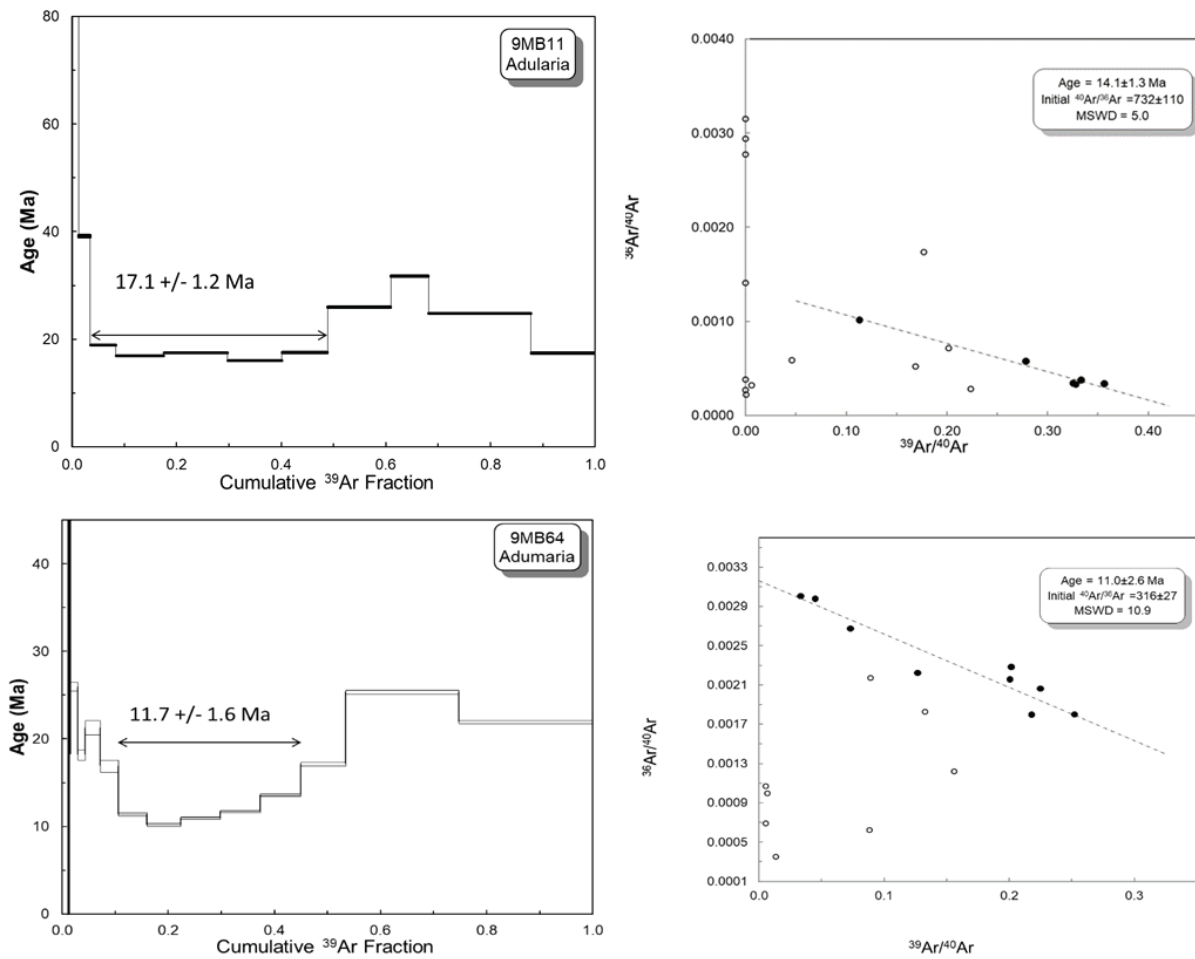 80
60
40
20
0
Age (Ma)
9MB11
Adularia
17.1 +/- 1.2 Ma
0.0 0.2 0.4 0.6 0.8 1.0
Cumulative ³⁹Ar Fraction
0.0040
0.0030
0.0020
0.0010
0.0000
³⁶Ar/⁴⁰Ar
Age = 14.1±1.3 Ma
Initial ⁴⁰Ar/³⁶Ar =732±110
MSWD = 5.0
0.00 0.10 0.20 0.30 0.40
³⁹Ar/⁴⁰Ar
40
30
20
10
0
Age (Ma)
9MB64
Adumaria
11.7 +/- 1.6 Ma
0.0 0.2 0.4 0.6 0.8 1.0
Cumulative ³⁹Ar Fraction
0.0033
0.0029
0.0025
0.0021
0.0017
0.0013
0.0009
0.0005
0.0001
³⁶Ar/⁴⁰Ar
Age = 11.0±2.6 Ma
Initial ⁴⁰Ar/³⁶Ar =316±27
MSWD = 10.9
0.0 0.1 0.2 0.3
³⁹Ar/⁴⁰Ar